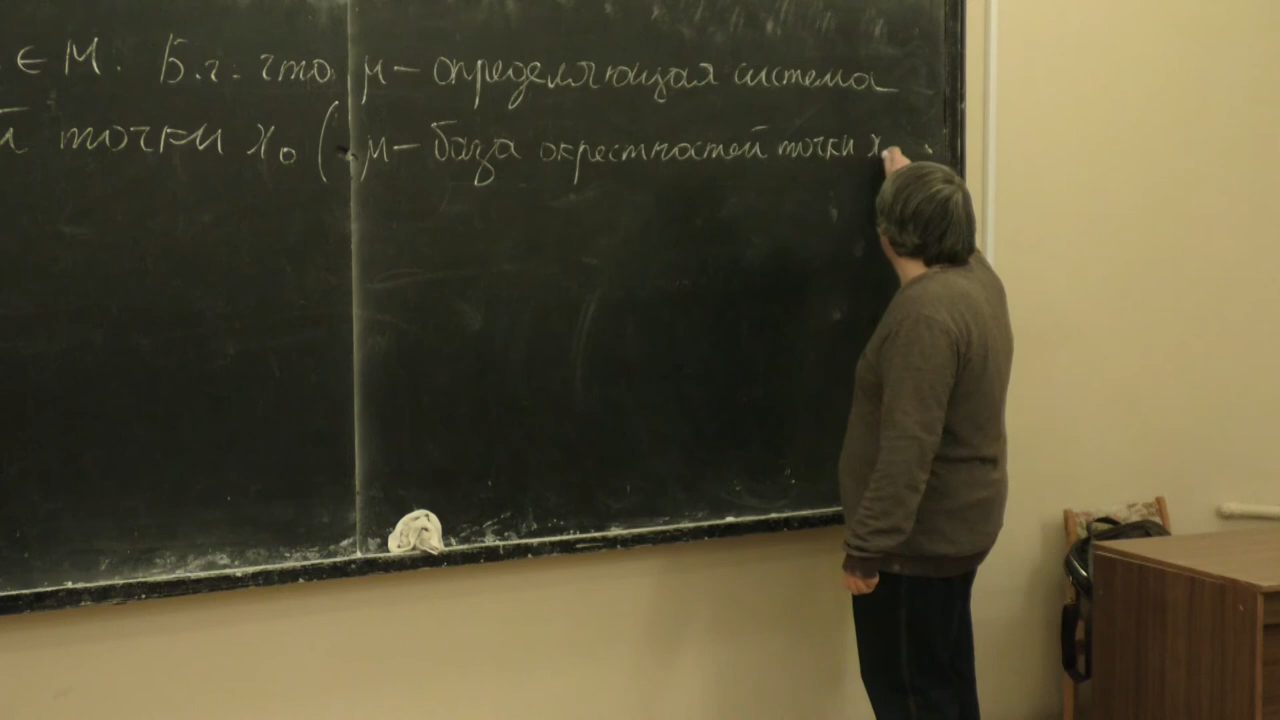 ∈ M. Б.г. что μ — определяющая система
й точки x₀ ( μ — база окрестностей точки x